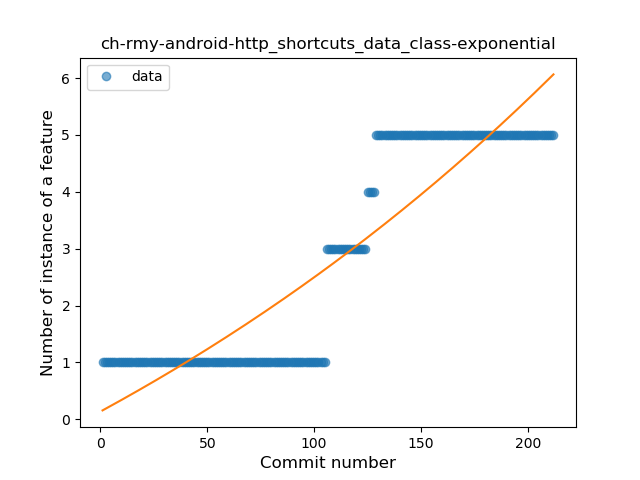 ch-rmy-android-http_shortcuts_data_class-exponential
data
Number of instance of a feature
6
5
4
3
2
1
0
0 50 100 150 200
Commit number